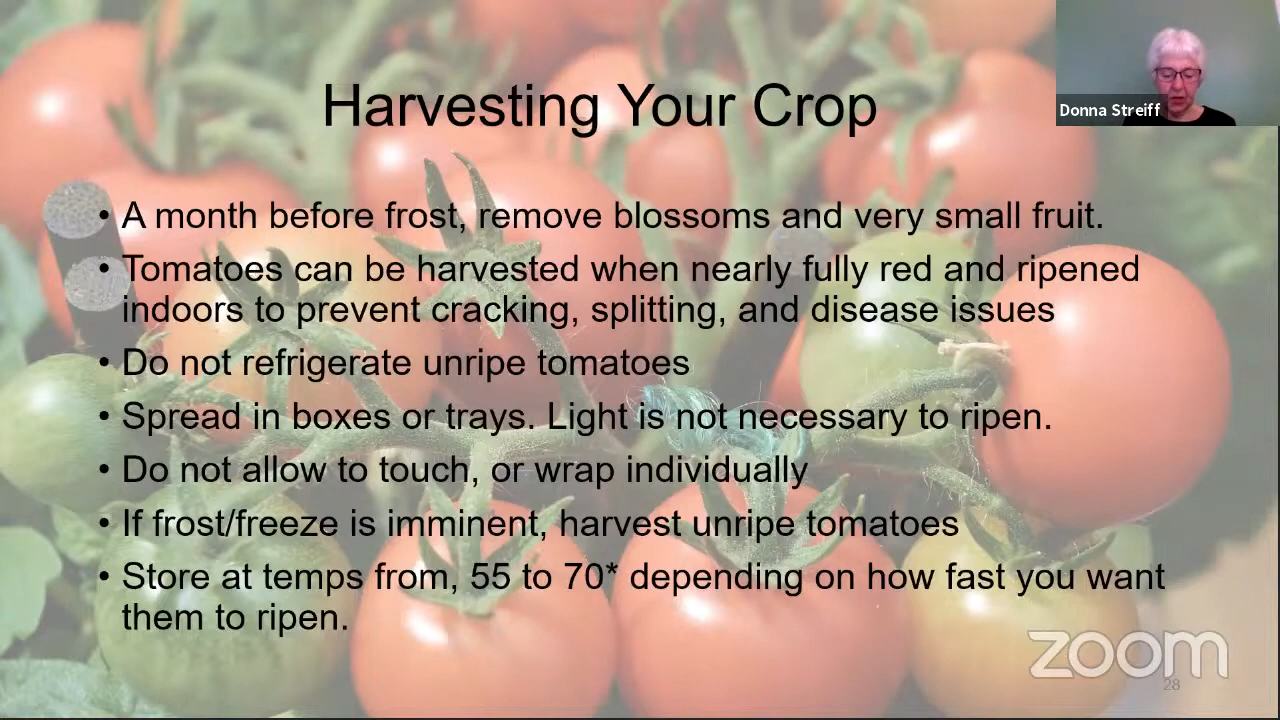 Harvesting Your Crop
Donna Streiff
• A month before frost, remove blossoms and very small fruit.
• Tomatoes can be harvested when nearly fully red and ripened
indoors to prevent cracking, splitting, and disease issues
• Do not refrigerate unripe tomatoes
• Spread in boxes or trays. Light is not necessary to ripen.
• Do not allow to touch, or wrap individually
• If frost/freeze is imminent, harvest unripe tomatoes
• Store at temps from, 55 to 70* depending on how fast you want
them to ripen.
zoom
28